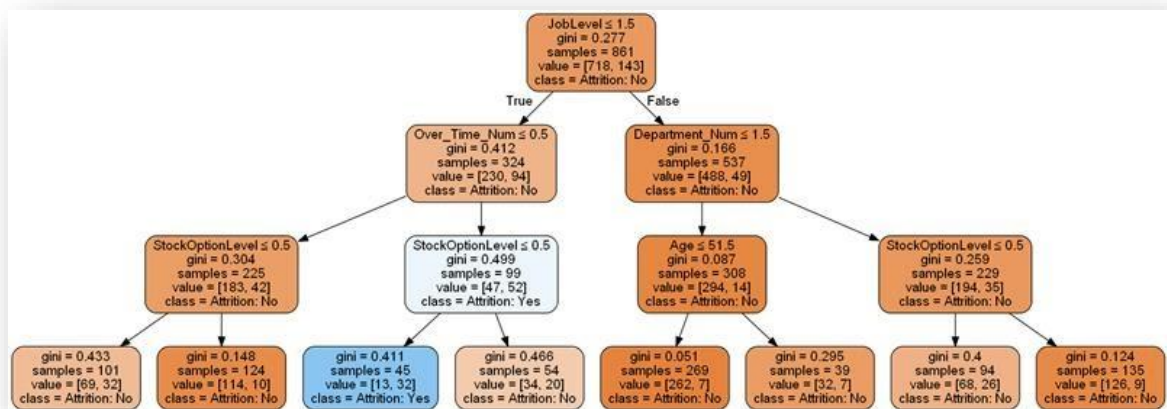 JobLevel ≤ 1.5
gini = 0.277
samples = 861
value = [718, 143]
class = Attrition: No
True
False
Over_Time_Num ≤ 0.5
gini = 0.412
samples = 324
value = [230, 94]
class = Attrition: No
Department_Num ≤ 1.5
gini = 0.166
samples = 537
value = [488, 49]
class = Attrition: No
StockOptionLevel ≤ 0.5
gini = 0.304
samples = 225
value = [183, 42]
class = Attrition: No
StockOptionLevel ≤ 0.5
gini = 0.499
samples = 99
value = [47, 52]
class = Attrition: Yes
Age ≤ 51.5
gini = 0.087
samples = 308
value = [294, 14]
class = Attrition: No
StockOptionLevel ≤ 0.5
gini = 0.259
samples = 229
value = [194, 35]
class = Attrition: No
gini = 0.433
samples = 101
value = [69, 32]
class = Attrition: No
gini = 0.148
samples = 124
value = [114, 10]
class = Attrition: No
gini = 0.411
samples = 45
value = [13, 32]
class = Attrition: Yes
gini = 0.466
samples = 54
value = [34, 20]
class = Attrition: No
gini = 0.051
samples = 269
value = [262, 7]
class = Attrition: No
gini = 0.295
samples = 39
value = [32, 7]
class = Attrition: No
gini = 0.4
samples = 94
value = [68, 26]
class = Attrition: No
gini = 0.124
samples = 135
value = [126, 9]
class = Attrition: No